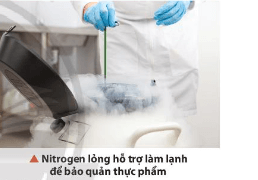 ▲ Nitrogen lỏng hỗ trợ làm lạnh
để bảo quản thực phẩm